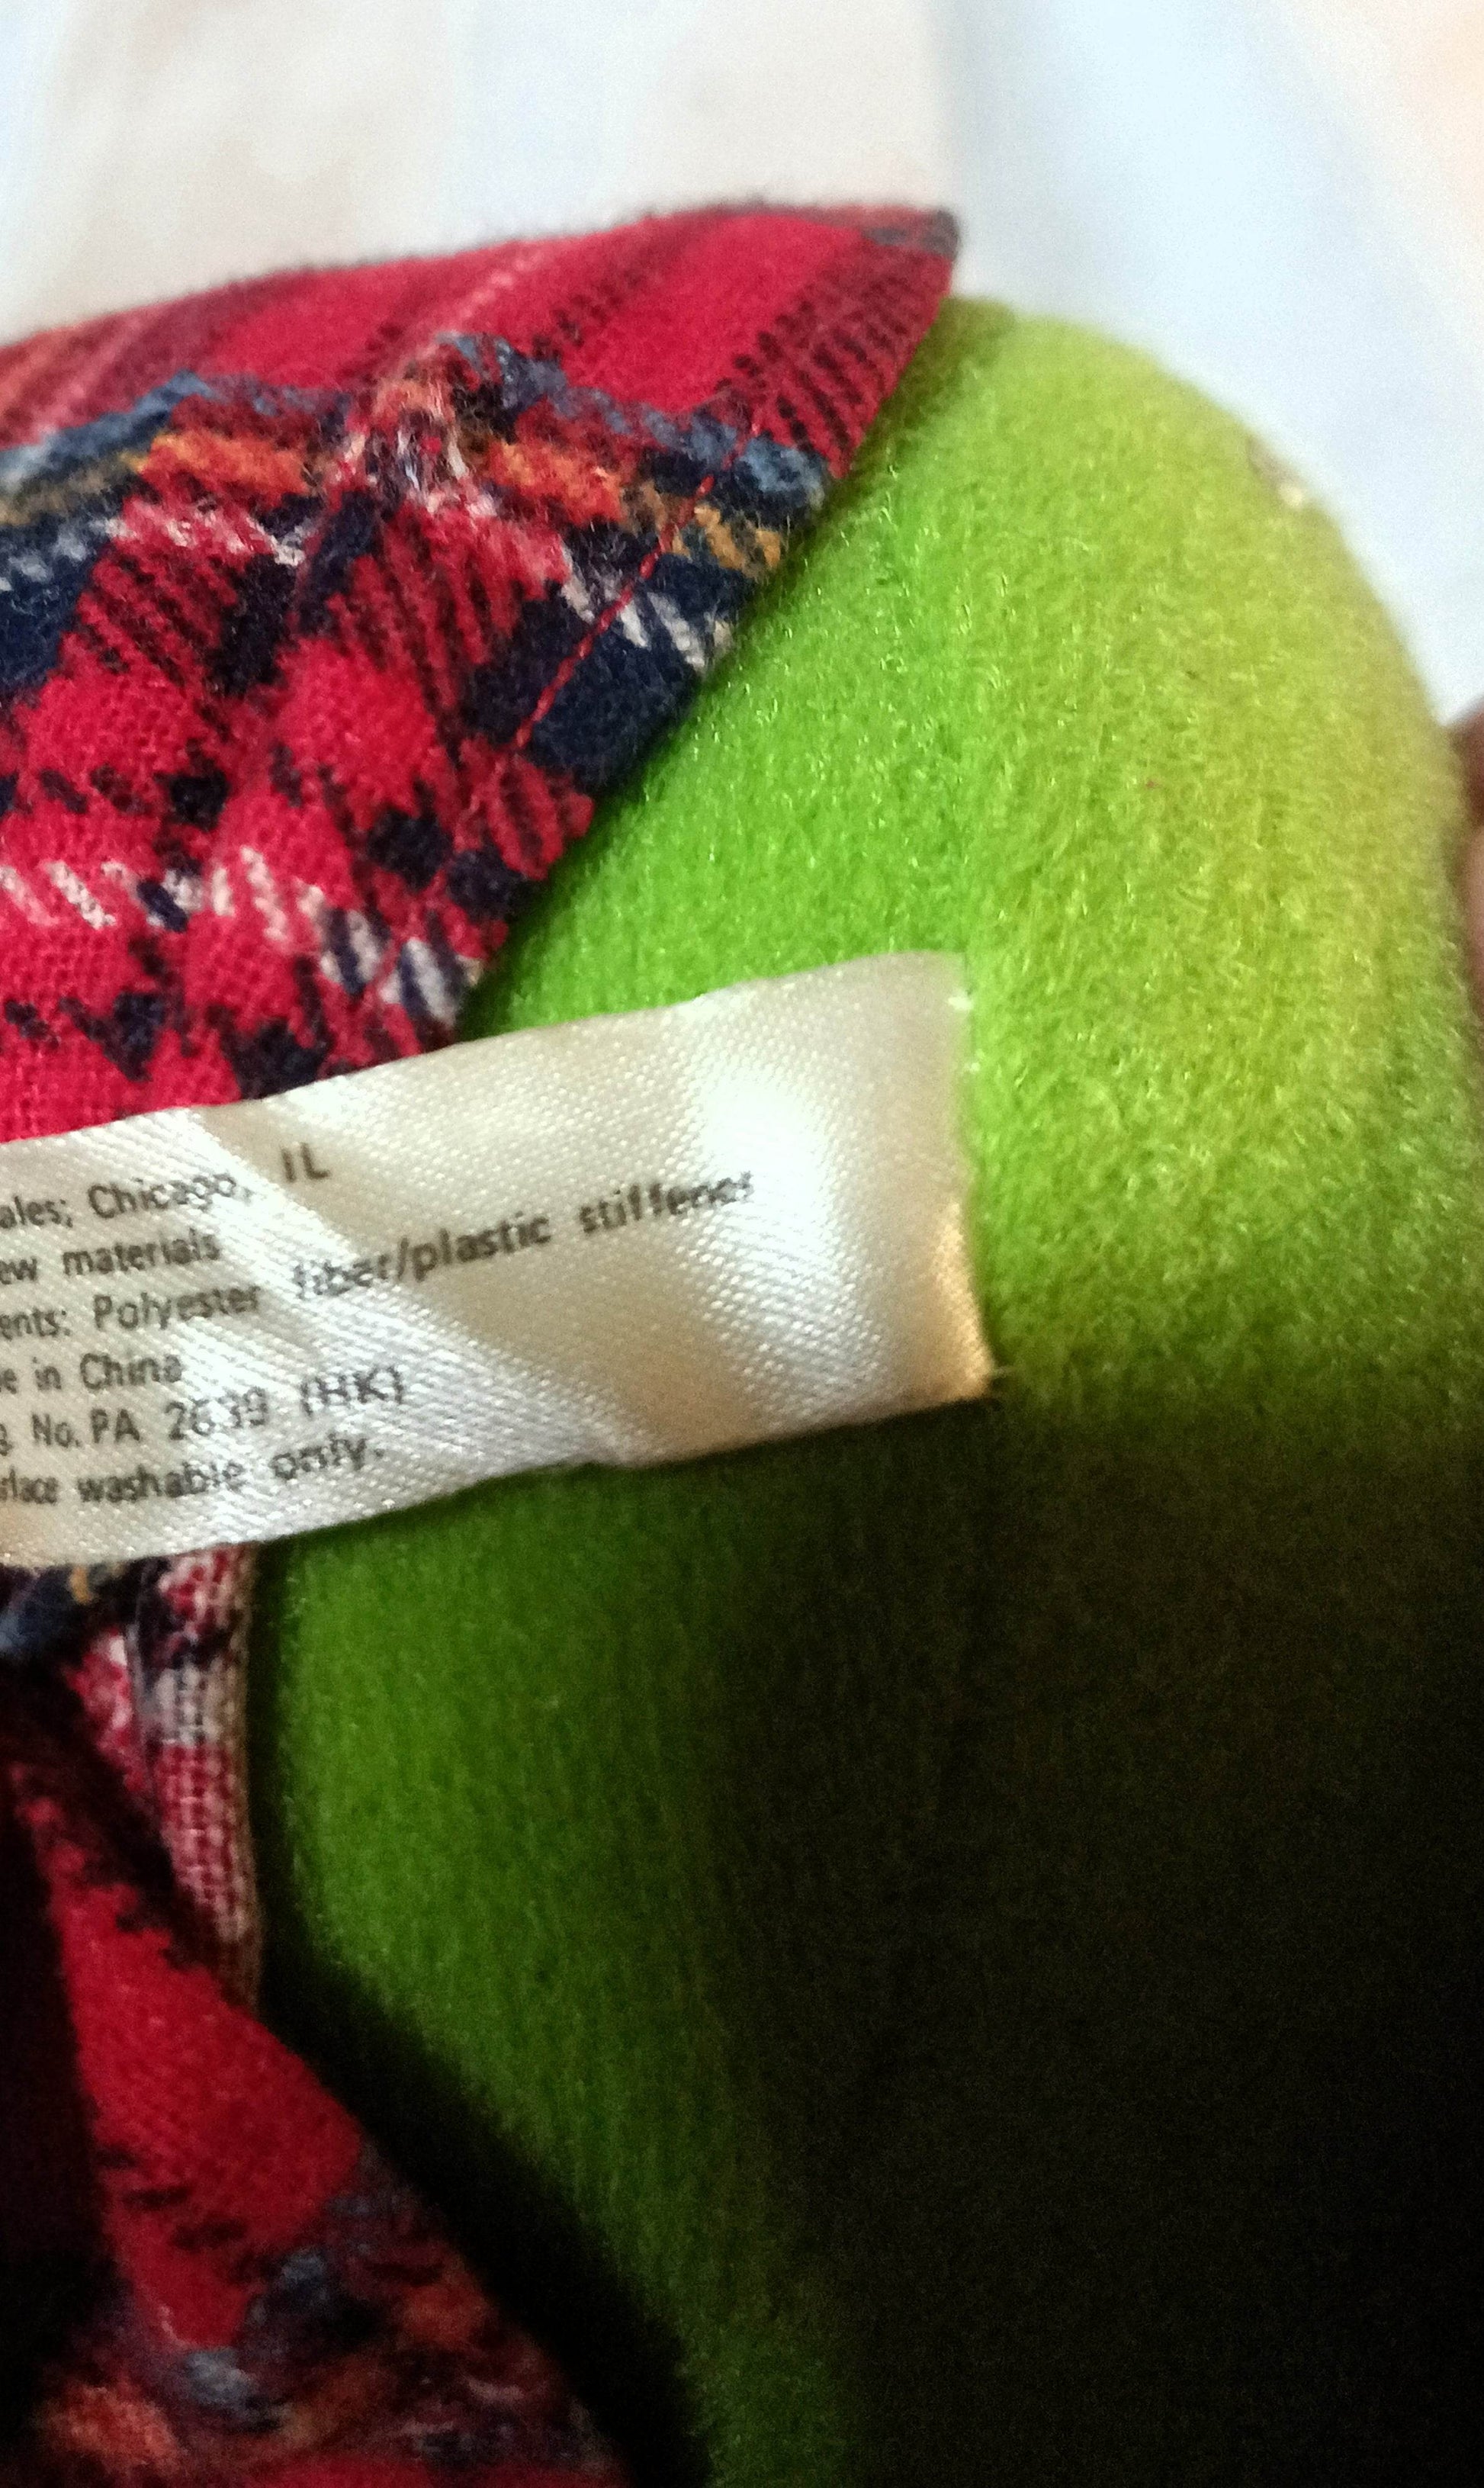 ales; Chicago, IL
ew materials
ents: Polyester fiber/plastic stiffener
e in China
g. No. PA 2639 (HK)
rface washable only.